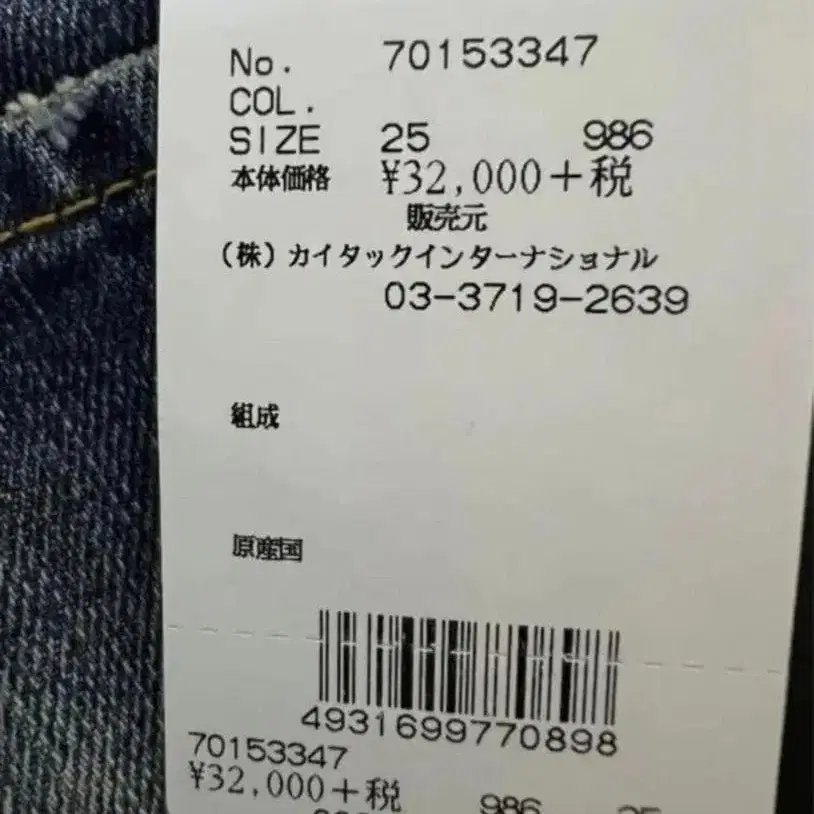 No. 70153347
COL.
SIZE 25 986
本体価格 ¥32,000+税
販売元
(株)カイタックインターナショナル
03-3719-2639
組成
原産国
4931699770898
70153347
¥32,000+税
986 25